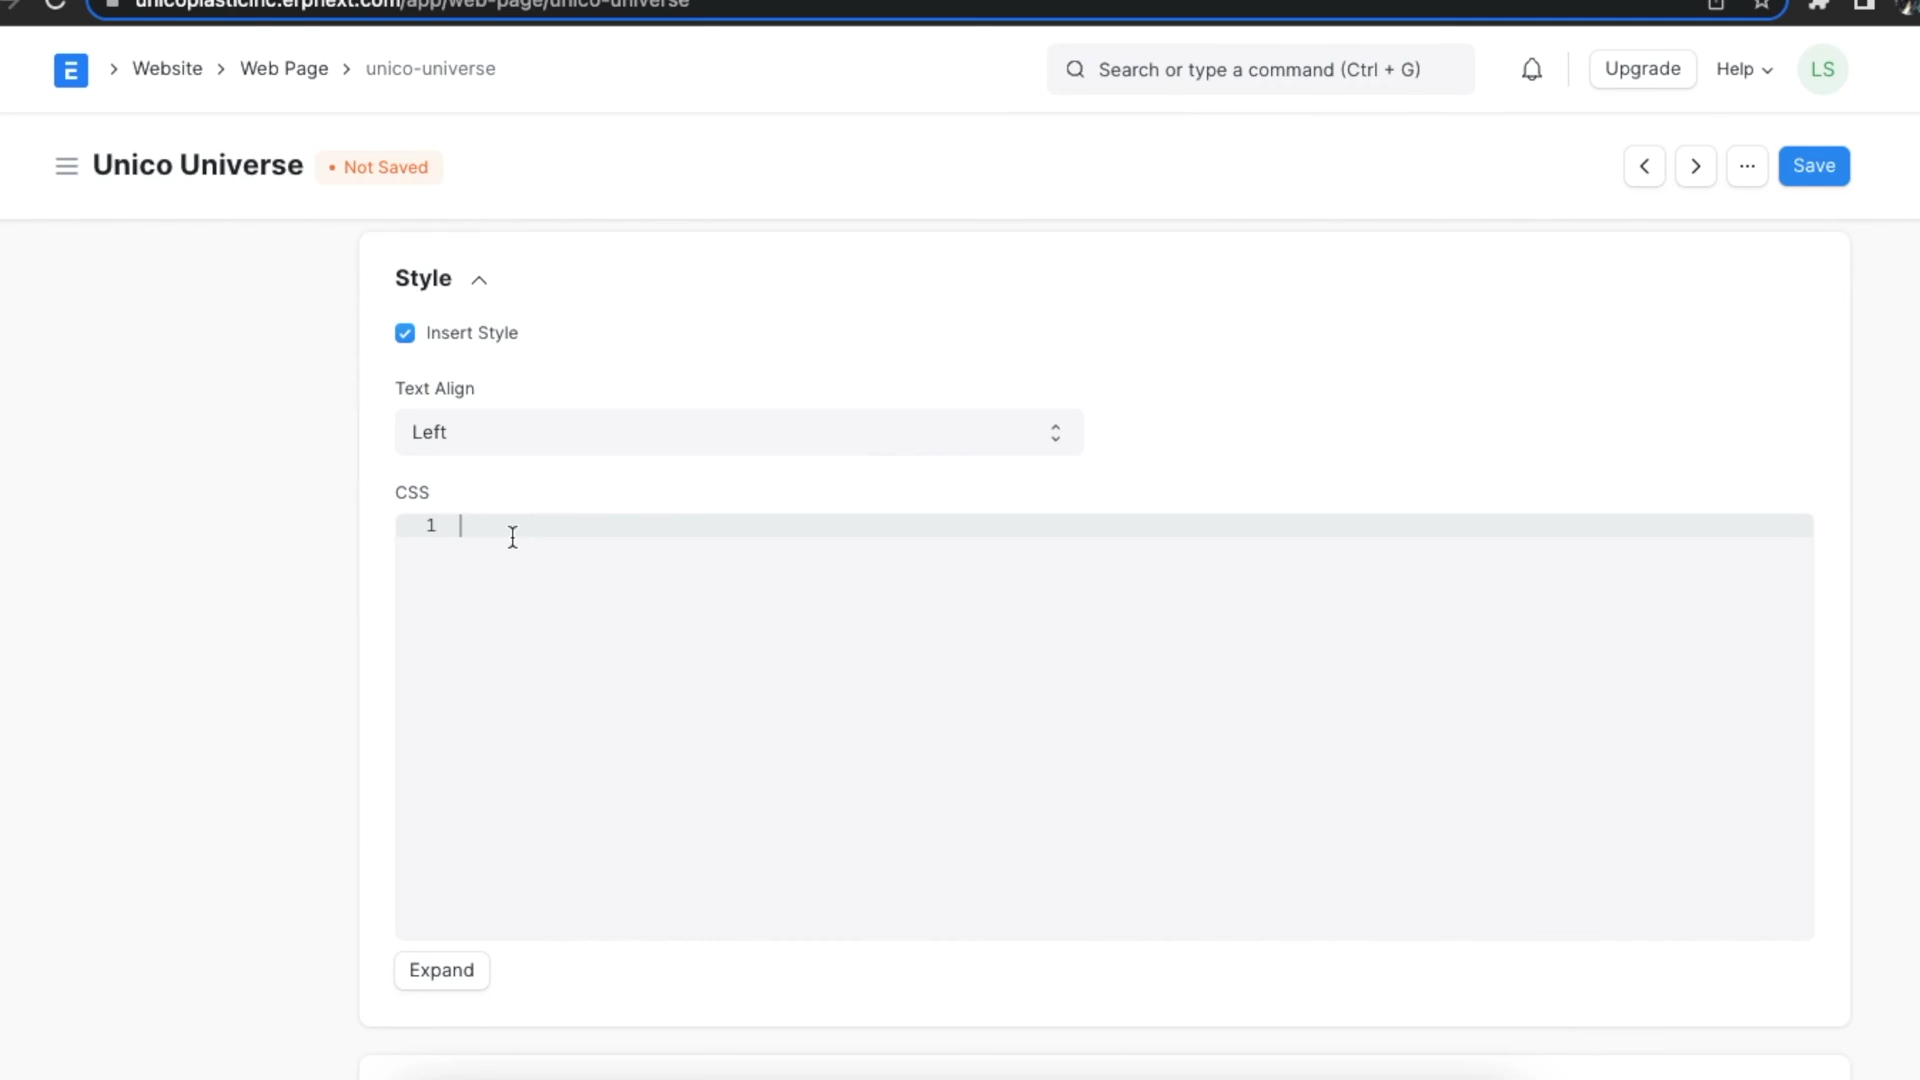 unicoplasticinc.erpnext.com/app/web-page/unico-universe
E > Website > Web Page > unico-universe
Search or type a command (Ctrl + G)
Upgrade
Help
LS
Unico Universe
• Not Saved
...
Save
Style
Insert Style
Text Align
Left
CSS
1
Expand